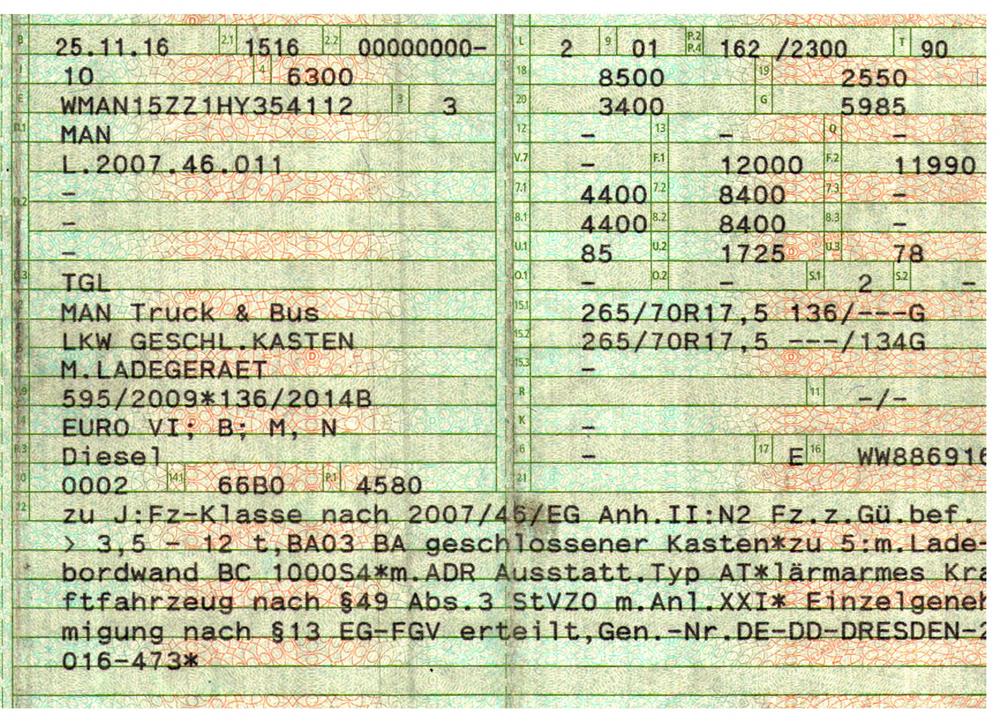 B 25.11.16 2.1 1516 2.2 00000000- L 2 9 01 P.2 P.4 162 /2300 T 90
J 10 4 6300 18 8500 19 2550
E WMAN15ZZ1HY354112 3 3 20 3400 G 5985
D.1 MAN 12 - 13 - Q -
L.2007.46.011 V.7 - F.1 12000 F.2 11990
D.2 - 7.1 4400 7.2 8400 7.3 -
- 8.1 4400 8.2 8400 8.3 -
- U.1 85 U.2 1725 U.3 78
D.3 TGL O.1 - O.2 - S.1 2 S.2 -
MAN Truck & Bus 15.1 265/70R17,5 136/---G
LKW GESCHL.KASTEN 15.2 265/70R17,5 ---/134G
M.LADEGERAET 15.3 -
V.9 595/2009*136/2014B R 11 -/-
EURO VI; B; M, N K -
P.3 Diesel 6 - 17 E 16 WW886916
10 0002 14.1 66B0 P.1 4580 21
22 zu J:Fz-Klasse nach 2007/46/EG Anh.II:N2 Fz.z.Gü.bef.
> 3,5 - 12 t,BA03 BA geschlossener Kasten*zu 5:m.Lade-
bordwand BC 1000S4*m.ADR Ausstatt.Typ AT*lärmarmes Kra
ftfahrzeug nach §49 Abs.3 StVZO m.Anl.XXI* Einzelgeneh
migung nach §13 EG-FGV erteilt,Gen.-Nr.DE-DD-DRESDEN-2
016-473*